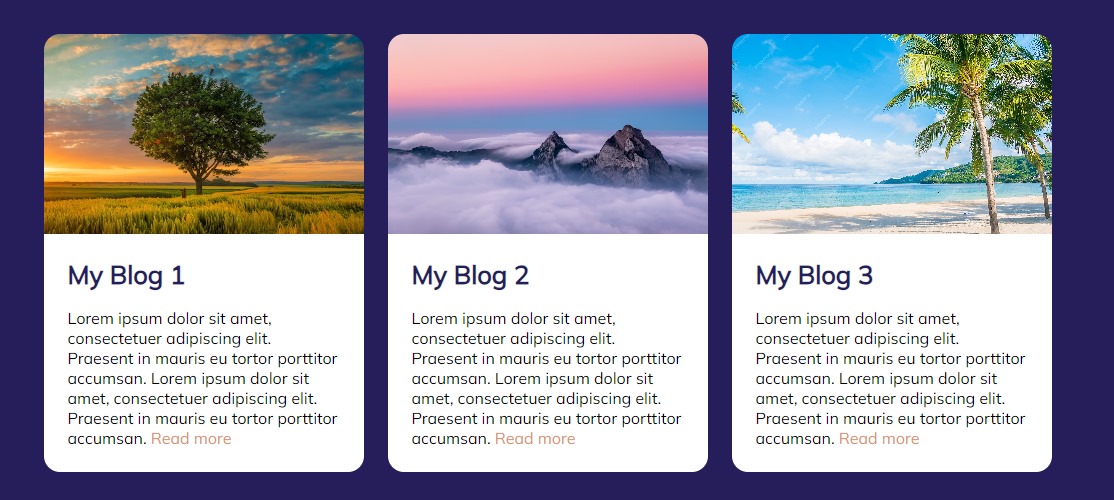 My Blog 1
Lorem ipsum dolor sit amet,
consectetuer adipiscing elit.
Praesent in mauris eu tortor porttitor
accumsan. Lorem ipsum dolor sit
amet, consectetuer adipiscing elit.
Praesent in mauris eu tortor porttitor
accumsan. Read more
My Blog 2
Lorem ipsum dolor sit amet,
consectetuer adipiscing elit.
Praesent in mauris eu tortor porttitor
accumsan. Lorem ipsum dolor sit
amet, consectetuer adipiscing elit.
Praesent in mauris eu tortor porttitor
accumsan. Read more
My Blog 3
Lorem ipsum dolor sit amet,
consectetuer adipiscing elit.
Praesent in mauris eu tortor porttitor
accumsan. Lorem ipsum dolor sit
amet, consectetuer adipiscing elit.
Praesent in mauris eu tortor porttitor
accumsan. Read more